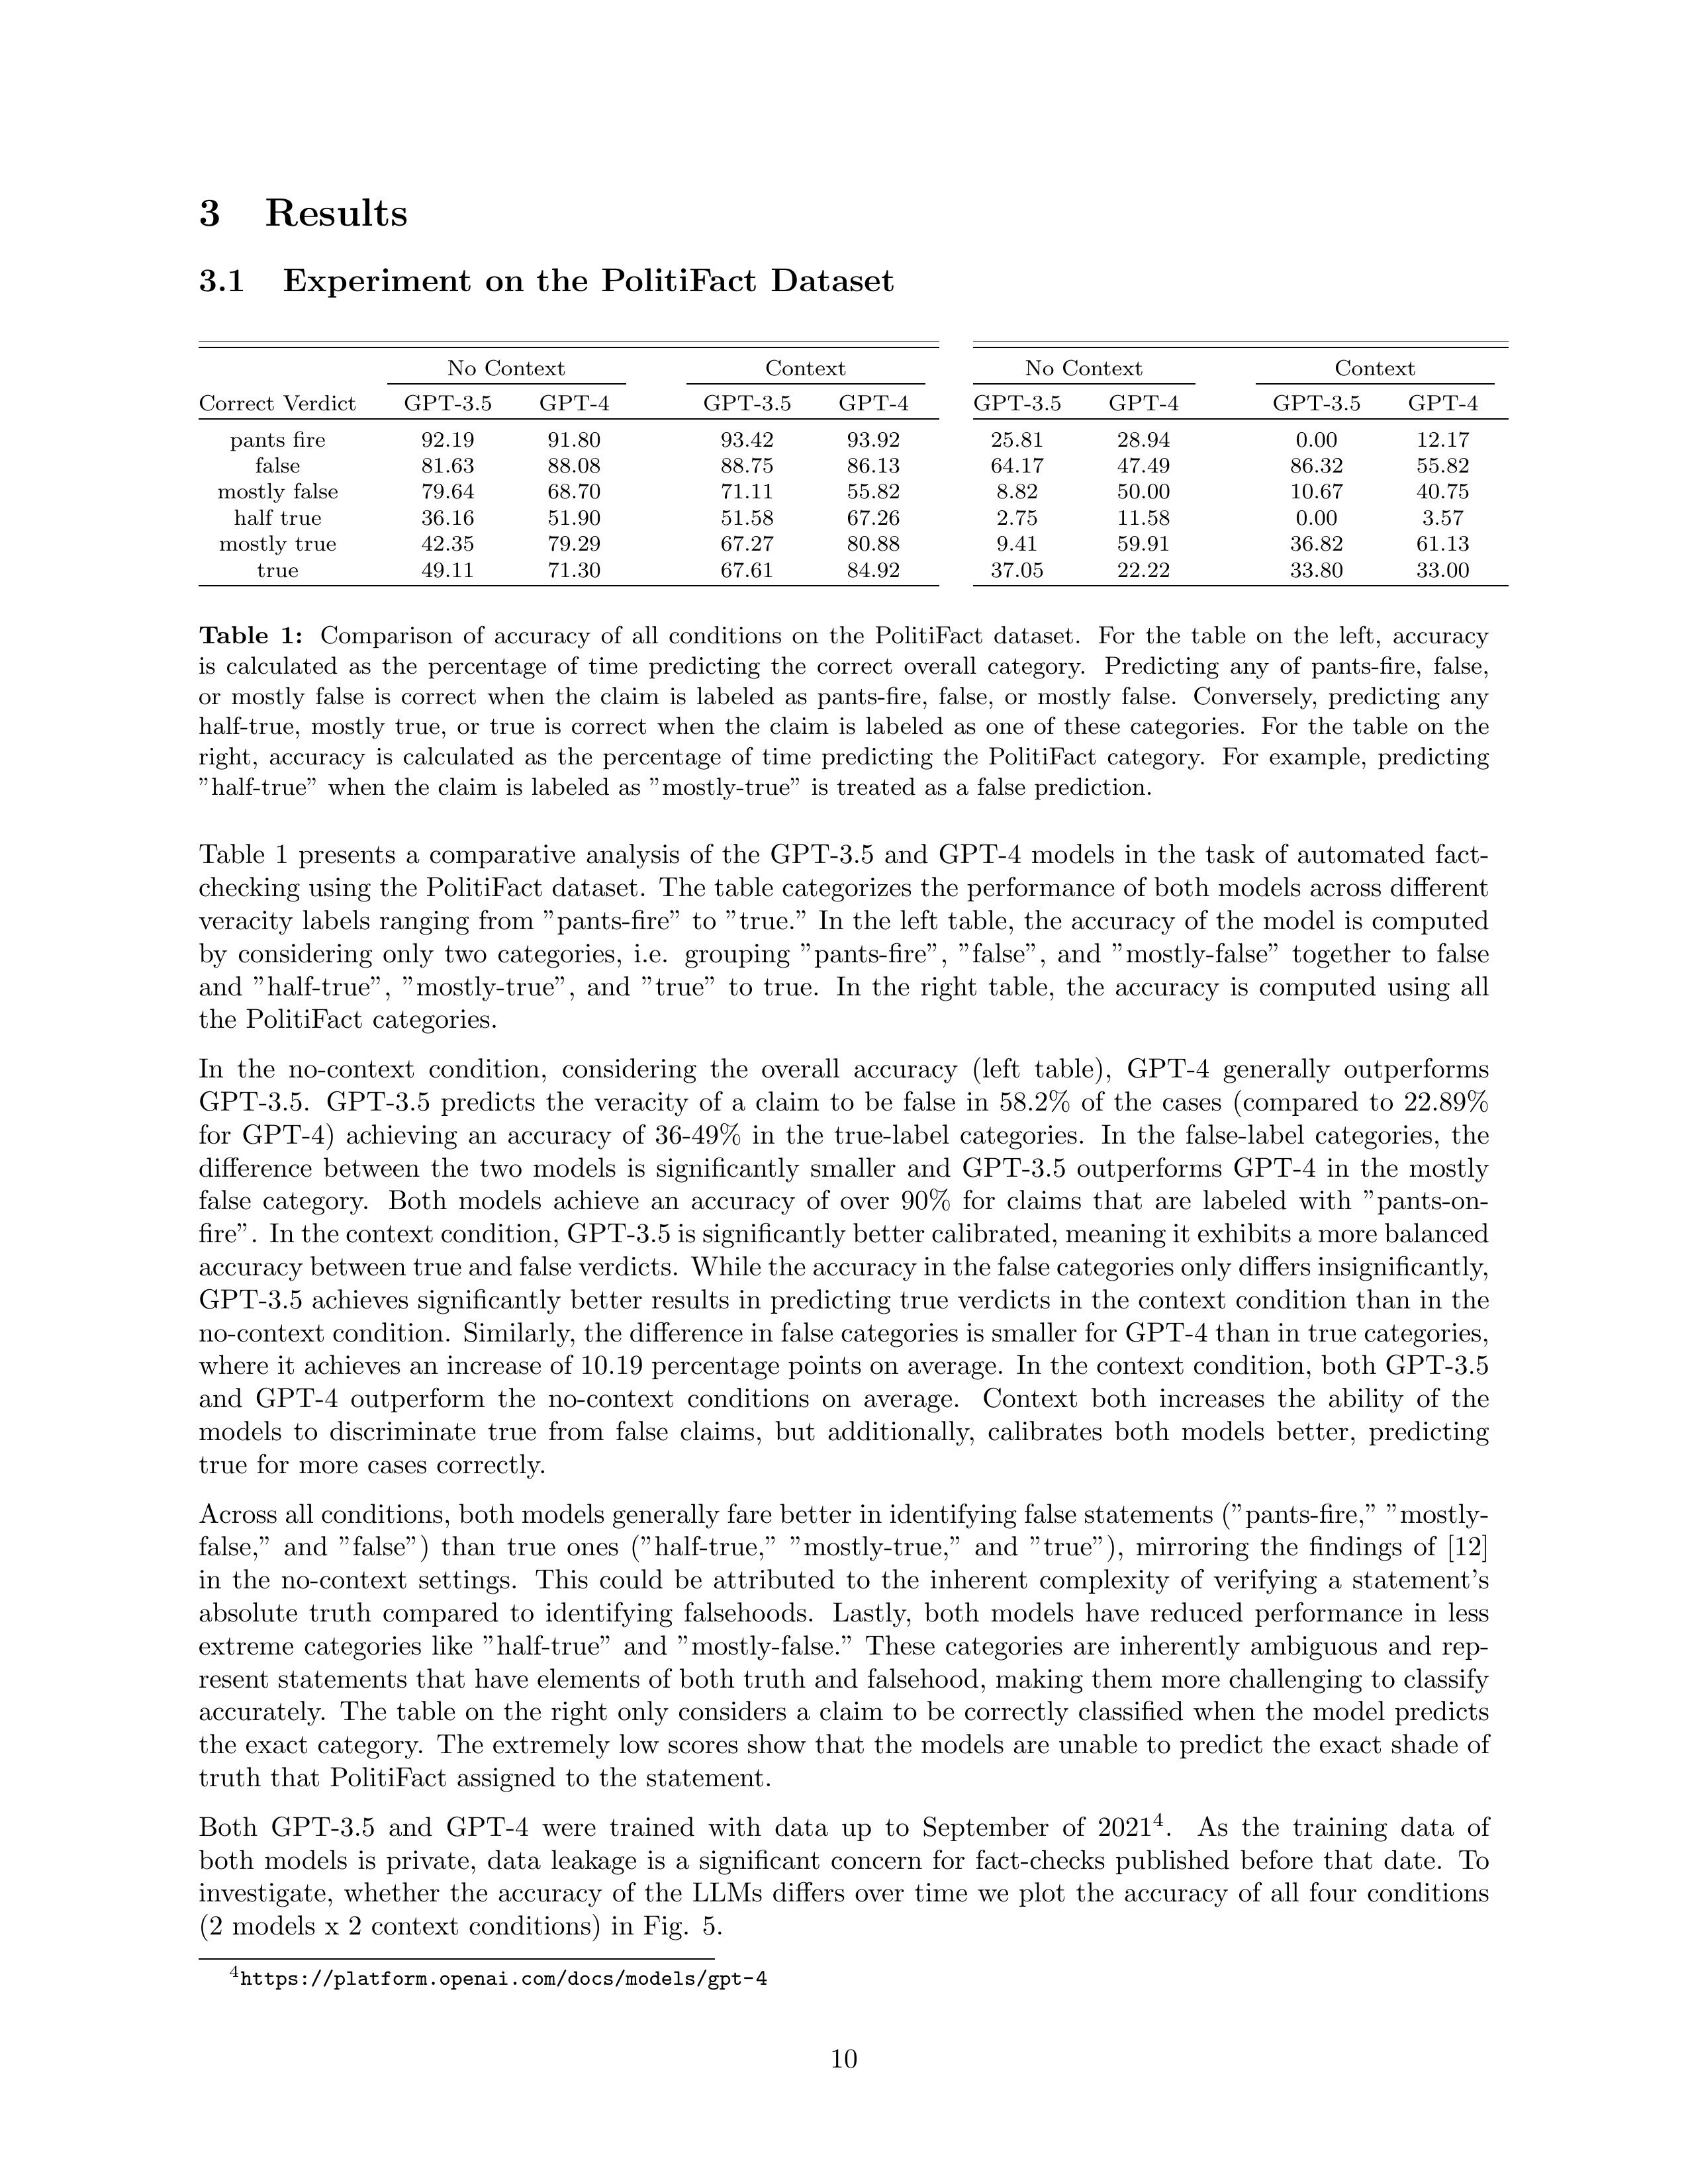 3 Results
3.1 Experiment on the PolitiFact Dataset
No Context Context No Context Context
Correct Verdict GPT-3.5 GPT-4 GPT-3.5 GPT-4 GPT-3.5 GPT-4 GPT-3.5 GPT-4
pants fire 92.19 91.80 93.42 93.92 25.81 28.94 0.00 12.17
false 81.63 88.08 88.75 86.13 64.17 47.49 86.32 55.82
mostly false 79.64 68.70 71.11 55.82 8.82 50.00 10.67 40.75
half true 36.16 51.90 51.58 67.26 2.75 11.58 0.00 3.57
mostly true 42.35 79.29 67.27 80.88 9.41 59.91 36.82 61.13
true 49.11 71.30 67.61 84.92 37.05 22.22 33.80 33.00
Table 1: Comparison of accuracy of all conditions on the PolitiFact dataset. For the table on the left, accuracy
is calculated as the percentage of time predicting the correct overall category. Predicting any of pants-fire, false,
or mostly false is correct when the claim is labeled as pants-fire, false, or mostly false. Conversely, predicting any
half-true, mostly true, or true is correct when the claim is labeled as one of these categories. For the table on the
right, accuracy is calculated as the percentage of time predicting the PolitiFact category. For example, predicting
”half-true” when the claim is labeled as ”mostly-true” is treated as a false prediction.
Table 1 presents a comparative analysis of the GPT-3.5 and GPT-4 models in the task of automated fact-
checking using the PolitiFact dataset. The table categorizes the performance of both models across different
veracity labels ranging from ”pants-fire” to ”true.” In the left table, the accuracy of the model is computed
by considering only two categories, i.e. grouping ”pants-fire”, ”false”, and ”mostly-false” together to false
and ”half-true”, ”mostly-true”, and ”true” to true. In the right table, the accuracy is computed using all
the PolitiFact categories.
In the no-context condition, considering the overall accuracy (left table), GPT-4 generally outperforms
GPT-3.5. GPT-3.5 predicts the veracity of a claim to be false in 58.2% of the cases (compared to 22.89%
for GPT-4) achieving an accuracy of 36-49% in the true-label categories. In the false-label categories, the
difference between the two models is significantly smaller and GPT-3.5 outperforms GPT-4 in the mostly
false category. Both models achieve an accuracy of over 90% for claims that are labeled with ”pants-on-
fire”. In the context condition, GPT-3.5 is significantly better calibrated, meaning it exhibits a more balanced
accuracy between true and false verdicts. While the accuracy in the false categories only differs insignificantly,
GPT-3.5 achieves significantly better results in predicting true verdicts in the context condition than in the
no-context condition. Similarly, the difference in false categories is smaller for GPT-4 than in true categories,
where it achieves an increase of 10.19 percentage points on average. In the context condition, both GPT-3.5
and GPT-4 outperform the no-context conditions on average. Context both increases the ability of the
models to discriminate true from false claims, but additionally, calibrates both models better, predicting
true for more cases correctly.
Across all conditions, both models generally fare better in identifying false statements (”pants-fire,” ”mostly-
false,” and ”false”) than true ones (”half-true,” ”mostly-true,” and ”true”), mirroring the findings of [12]
in the no-context settings. This could be attributed to the inherent complexity of verifying a statement’s
absolute truth compared to identifying falsehoods. Lastly, both models have reduced performance in less
extreme categories like ”half-true” and ”mostly-false.” These categories are inherently ambiguous and rep-
resent statements that have elements of both truth and falsehood, making them more challenging to classify
accurately. The table on the right only considers a claim to be correctly classified when the model predicts
the exact category. The extremely low scores show that the models are unable to predict the exact shade of
truth that PolitiFact assigned to the statement.
Both GPT-3.5 and GPT-4 were trained with data up to September of 2021⁴. As the training data of
both models is private, data leakage is a significant concern for fact-checks published before that date. To
investigate, whether the accuracy of the LLMs differs over time we plot the accuracy of all four conditions
(2 models x 2 context conditions) in Fig. 5.
⁴https://platform.openai.com/docs/models/gpt-4
10